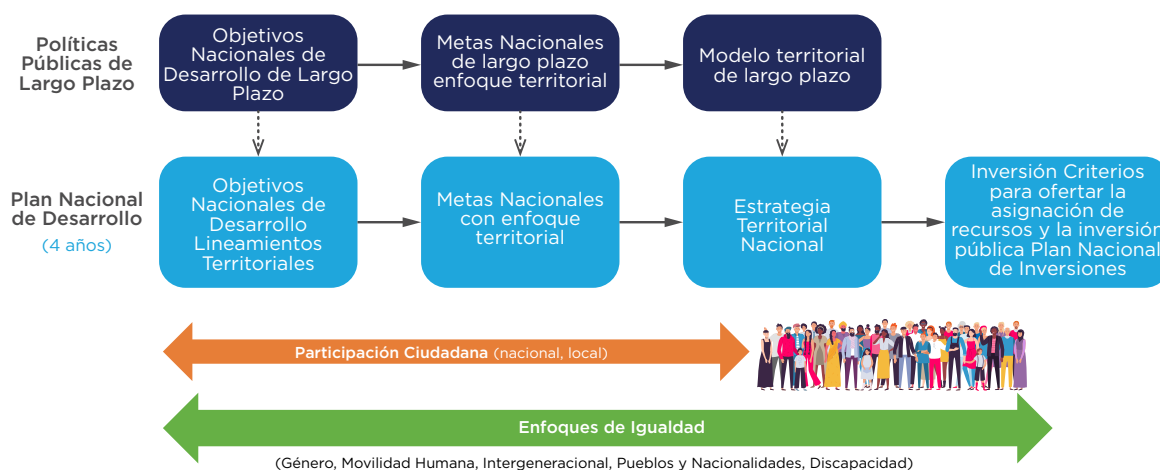 Políticas
Públicas de
Largo Plazo
Objetivos
Nacionales de
Desarrollo de Largo
Plazo
Metas Nacionales
de largo plazo
enfoque territorial
Modelo territorial
de largo plazo
Plan Nacional
de Desarrollo
(4 años)
Objetivos
Nacionales de
Desarrollo
Lineamientos
Territoriales
Metas Nacionales
con enfoque
territorial
Estrategia
Territorial
Nacional
Inversión Criterios
para ofertar la
asignación de
recursos y la inversión
pública Plan Nacional
de Inversiones
Participación Ciudadana (nacional, local)
Enfoques de Igualdad
(Género, Movilidad Humana, Intergeneracional, Pueblos y Nacionalidades, Discapacidad)